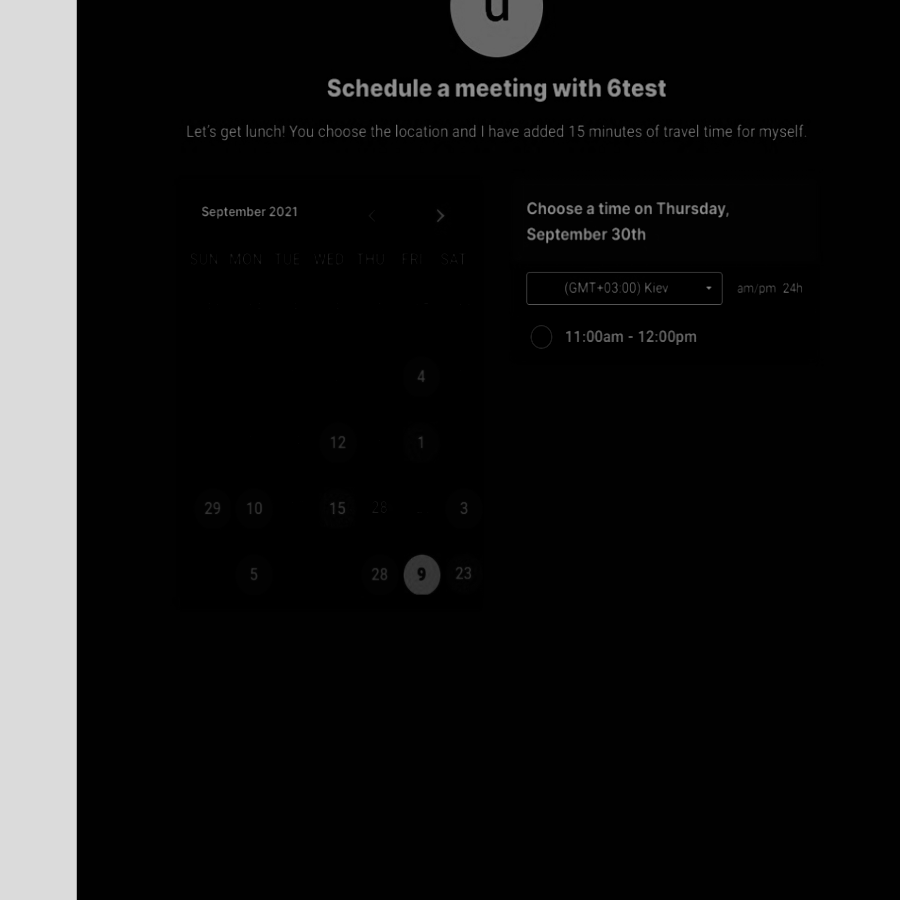 u
Schedule a meeting with 6test
Let's get lunch! You choose the location and I have added 15 minutes of travel time for myself.
September 2021
SUN MON TUE WED THU FRI SAT
4
12 1
29 10 15 28 3
5 28 9 23
Choose a time on Thursday,
September 30th
(GMT+03:00) Kiev am/pm 24h
11:00am - 12:00pm